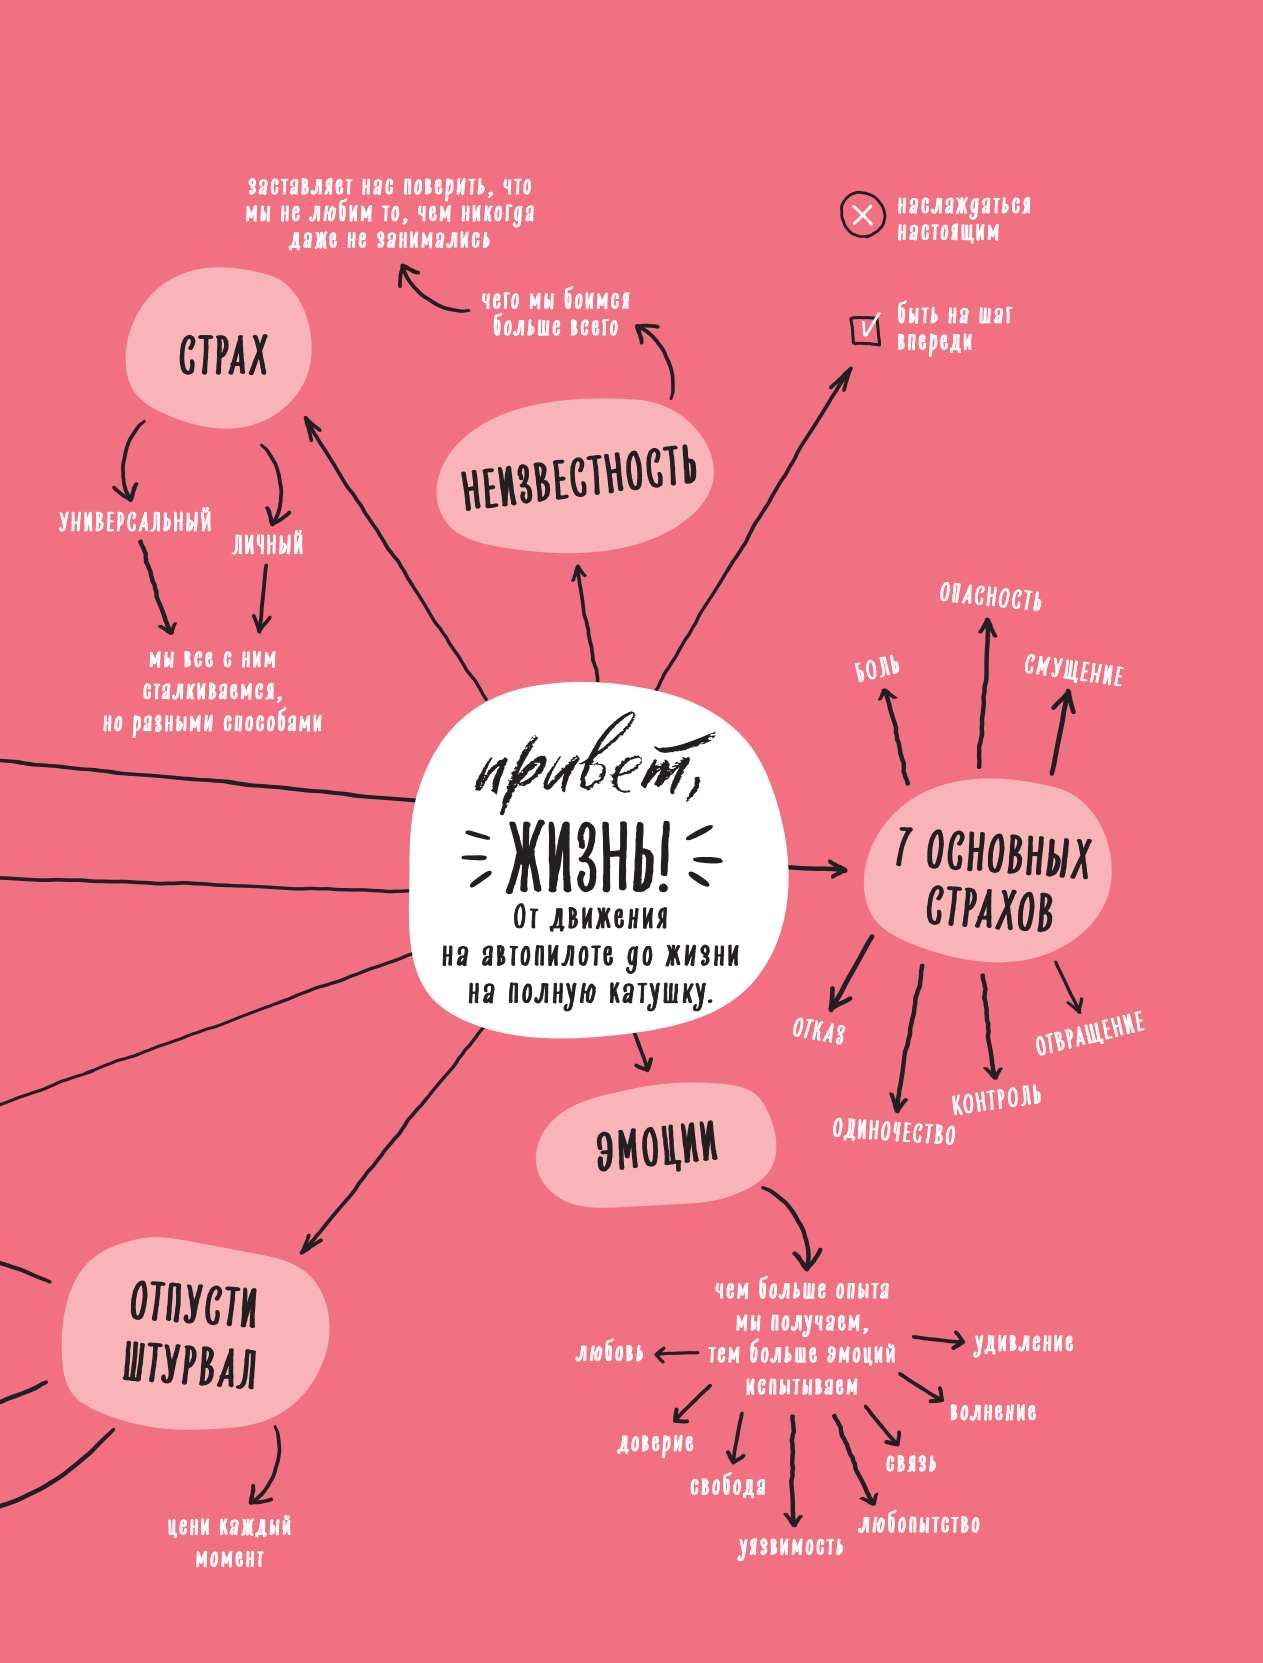 заставляет нас поверить, что
мы не любим то, чем никогда
даже не занимались
чего мы боимся
больше всего
наслаждаться
настоящим
быть на шаг
впереди
СТРАХ
УНИВЕРСАЛЬНЫЙ
ЛИЧНЫЙ
мы все с ним
сталкиваемся,
но разными способами
НЕИЗВЕСТНОСТЬ
привет,
ЖИЗНЬ!
От движения
на автопилоте до жизни
на полную катушку.
ОПАСНОСТЬ
БОЛЬ
СМУЩЕНИЕ
7 ОСНОВНЫХ
СТРАХОВ
ОТКАЗ
ОТВРАЩЕНИЕ
КОНТРОЛЬ
ОДИНОЧЕСТВО
ЭМОЦИИ
чем больше опыта
мы получаем,
тем больше эмоций
испытываем
любовь
доверие
свобода
уязвимость
любопытство
связь
волнение
удивление
ОТПУСТИ
ШТУРВАЛ
цени каждый
момент